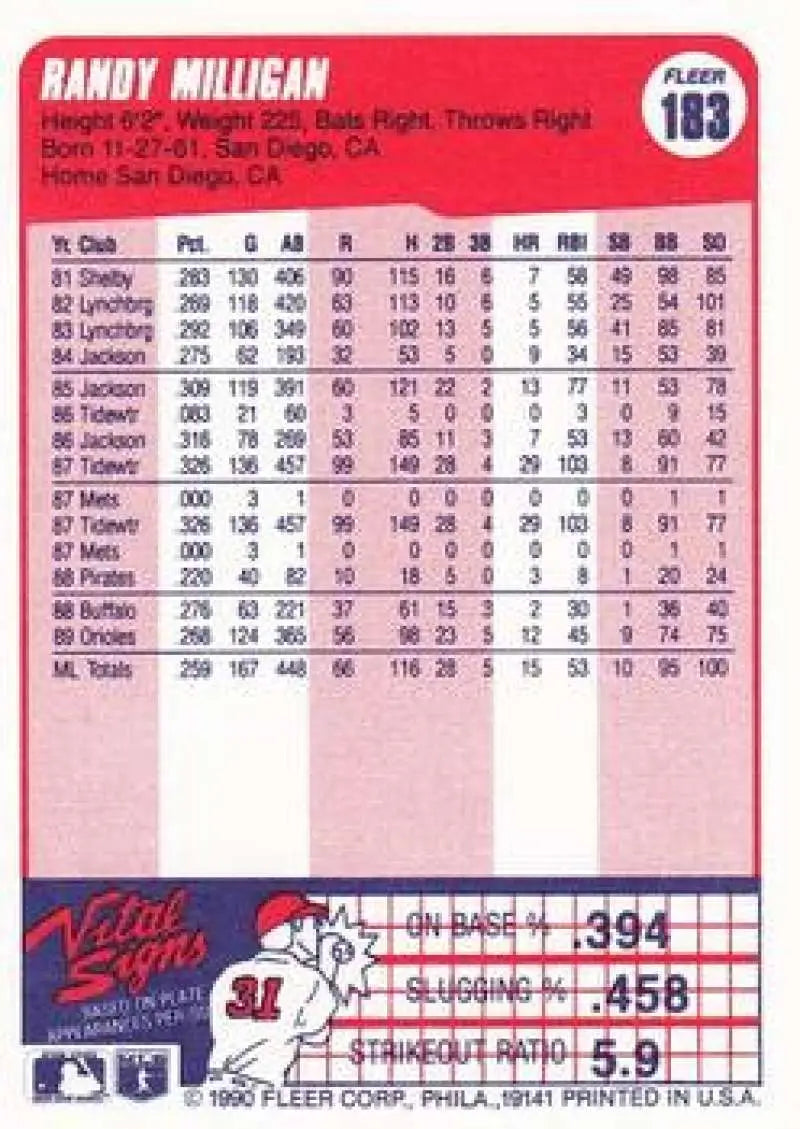 RANDY MILLIGAN
FLEER
183
Height 6'2", Weight 225, Bats Right, Throws Right
Born 11-27-61, San Diego, CA
Home San Diego, CA
Yr. Club Pct. G AB R H 2B 3B HR RBI SB BB SO
81 Shelby .283 130 406 90 115 16 6 7 58 49 98 85
82 Lynchbrg .269 118 420 63 113 10 6 5 55 25 54 101
83 Lynchbrg .292 106 349 60 102 13 5 5 56 41 85 81
84 Jackson .275 62 193 32 53 5 0 9 34 15 53 39
85 Jackson .309 119 391 60 121 22 2 13 77 11 53 78
86 Tidewtr .083 21 60 3 5 0 0 0 3 0 9 15
86 Jackson .316 78 269 53 85 11 3 7 53 13 60 42
87 Tidewtr .326 136 457 99 149 28 4 29 103 8 91 77
87 Mets .000 3 1 0 0 0 0 0 0 0 1 1
87 Tidewtr .326 136 457 99 149 28 4 29 103 8 91 77
87 Mets .000 3 1 0 0 0 0 0 0 0 1 1
88 Pirates .220 40 82 10 18 5 0 3 8 1 20 24
88 Buffalo .276 63 221 37 61 15 3 2 30 1 36 40
89 Orioles .268 124 365 56 98 23 5 12 45 9 74 75
ML Totals .259 167 448 66 116 28 5 15 53 10 95 100
Vital
Signs
BASED ON PLATE
APPEARANCES PER
31
ON BASE % .394
SLUGGING % .458
STRIKEOUT RATIO 5.9
© 1990 FLEER CORP., PHILA., 19141 PRINTED IN U.S.A.